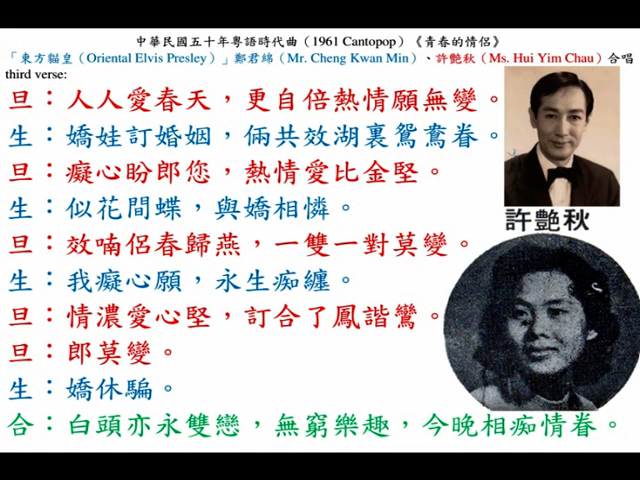 中華民國五十年粵語時代曲（1961 Cantopop）《青春的情侶》
「東方貓皇（Oriental Elvis Presley）」鄭君綿（Mr. Cheng Kwan Min）、許艷秋（Ms. Hui Yim Chau）合唱
third verse:
旦：人人愛春天，更自倍熱情願無變。
生：嬌娃訂婚姻，倆共效湖裏鴛鴦眷。
旦：癡心盼郎您，熱情愛比金堅。
生：似花間蝶，與嬌相憐。
旦：效喃侶春歸燕，一雙一對莫變。
生：我癡心願，永生痴纏。
旦：情濃愛心堅，訂合了鳳諧鸞。
旦：郎莫變。
生：嬌休騙。
合：白頭亦永雙戀，無窮樂趣，今晚相痴情眷。
許艷秋